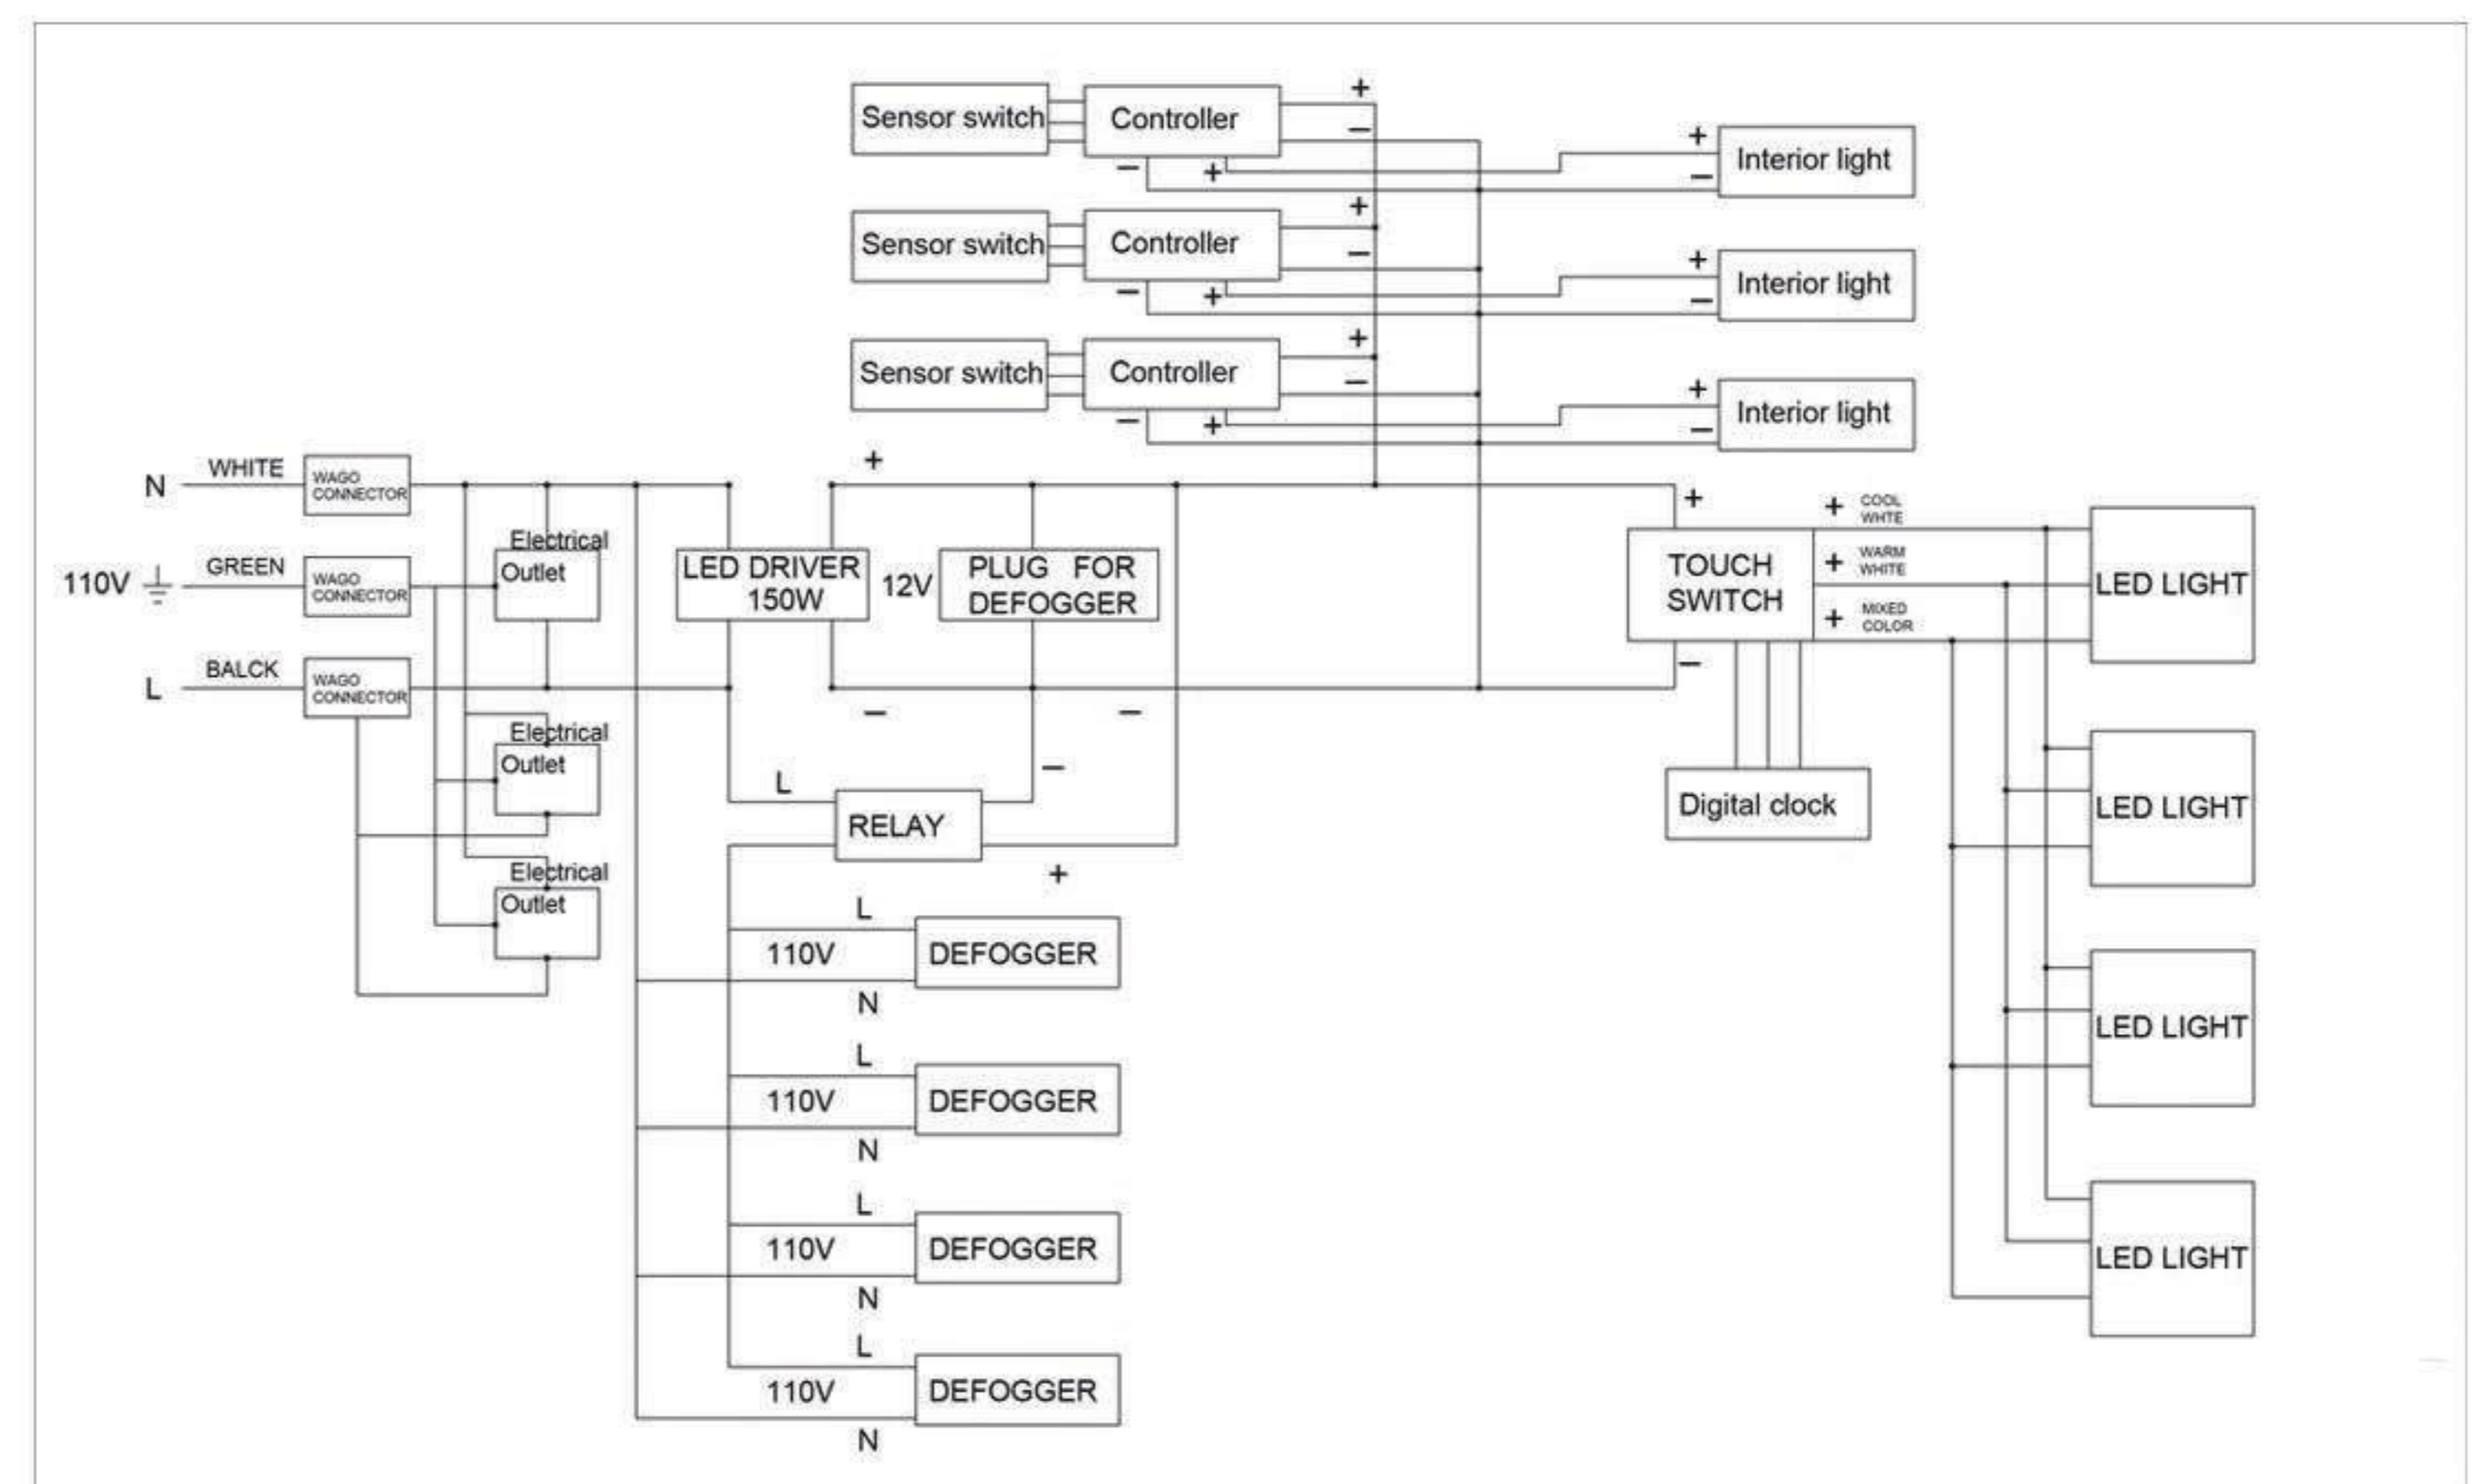 Sensor switch
Controller
+
−
−
+
+
−
Interior light
Sensor switch
Controller
+
−
−
+
+
−
Interior light
Sensor switch
Controller
+
−
−
+
+
−
Interior light
N
WHITE
WAGO
CONNECTOR
110V
GREEN
WAGO
CONNECTOR
L
BALCK
WAGO
CONNECTOR
Electrical
Outlet
Electrical
Outlet
Electrical
Outlet
+
LED DRIVER
150W
12V
−
PLUG FOR
DEFOGGER
−
−
L
RELAY
+
L
110V
N
DEFOGGER
L
110V
N
DEFOGGER
L
110V
N
DEFOGGER
L
110V
N
DEFOGGER
+
TOUCH
SWITCH
−
+ COOL
WHTE
+ WARM
WHITE
+ MIXED
COLOR
Digital clock
LED LIGHT
LED LIGHT
LED LIGHT
LED LIGHT